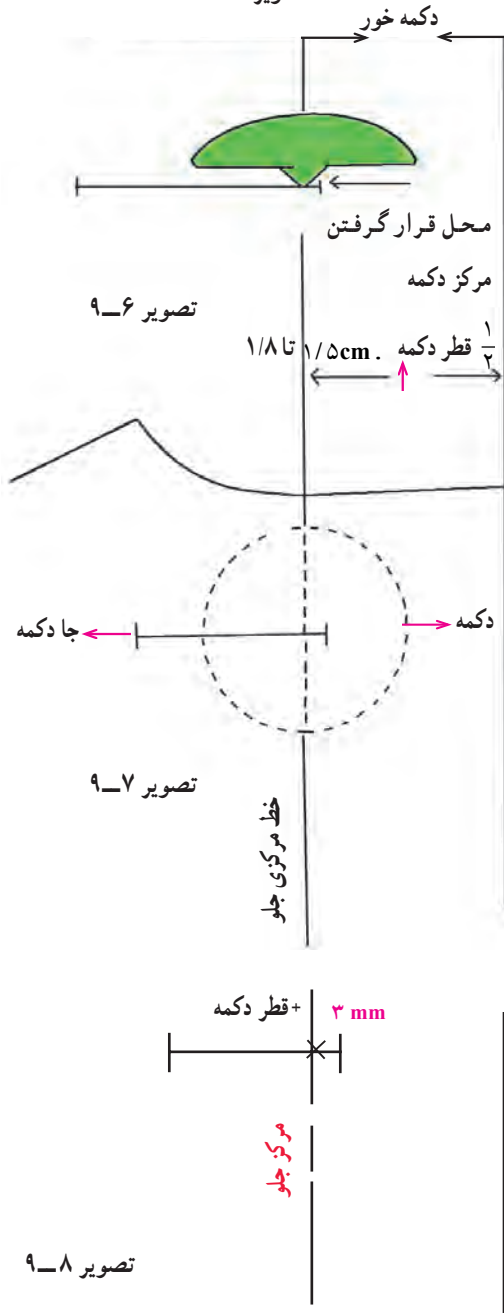 دکمه خور
محل قرار گرفتن
مرکز دکمه
۱/۲ قطر دکمه . ۱/۵cm تا ۱/۸
تصویر ۶ــ۹
دکمه
جا دکمه
تصویر ۷ــ۹
خط مرکزی جلو
۳ mm + قطر دکمه
مرکز جلو
تصویر ۸ــ۹